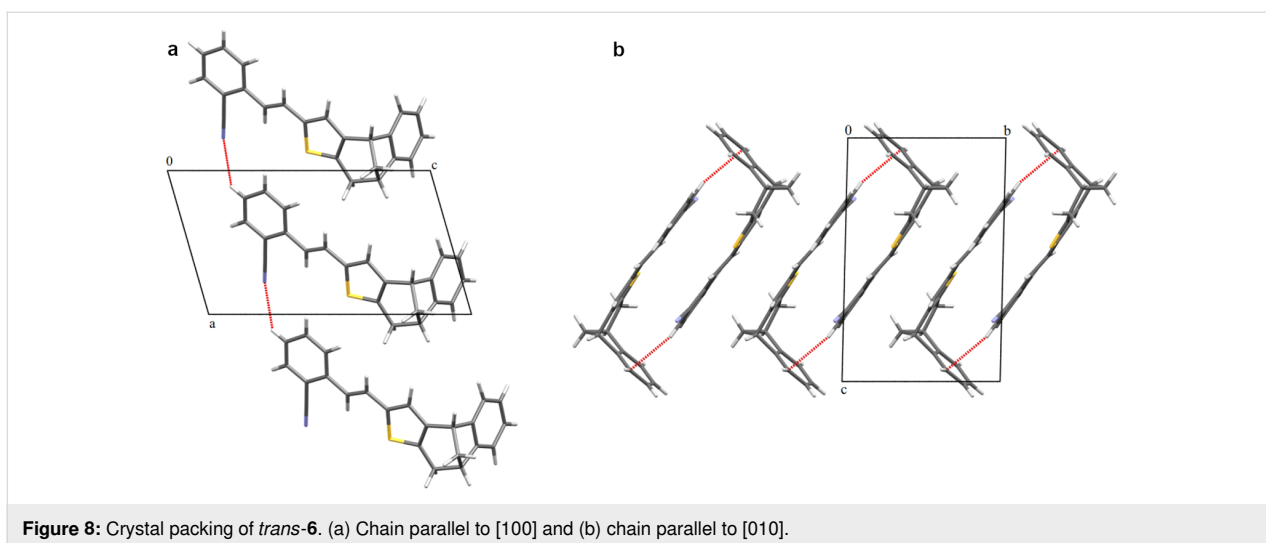 a
b
0
c
a
0
b
c
Figure 8: Crystal packing of trans-6. (a) Chain parallel to [100] and (b) chain parallel to [010].